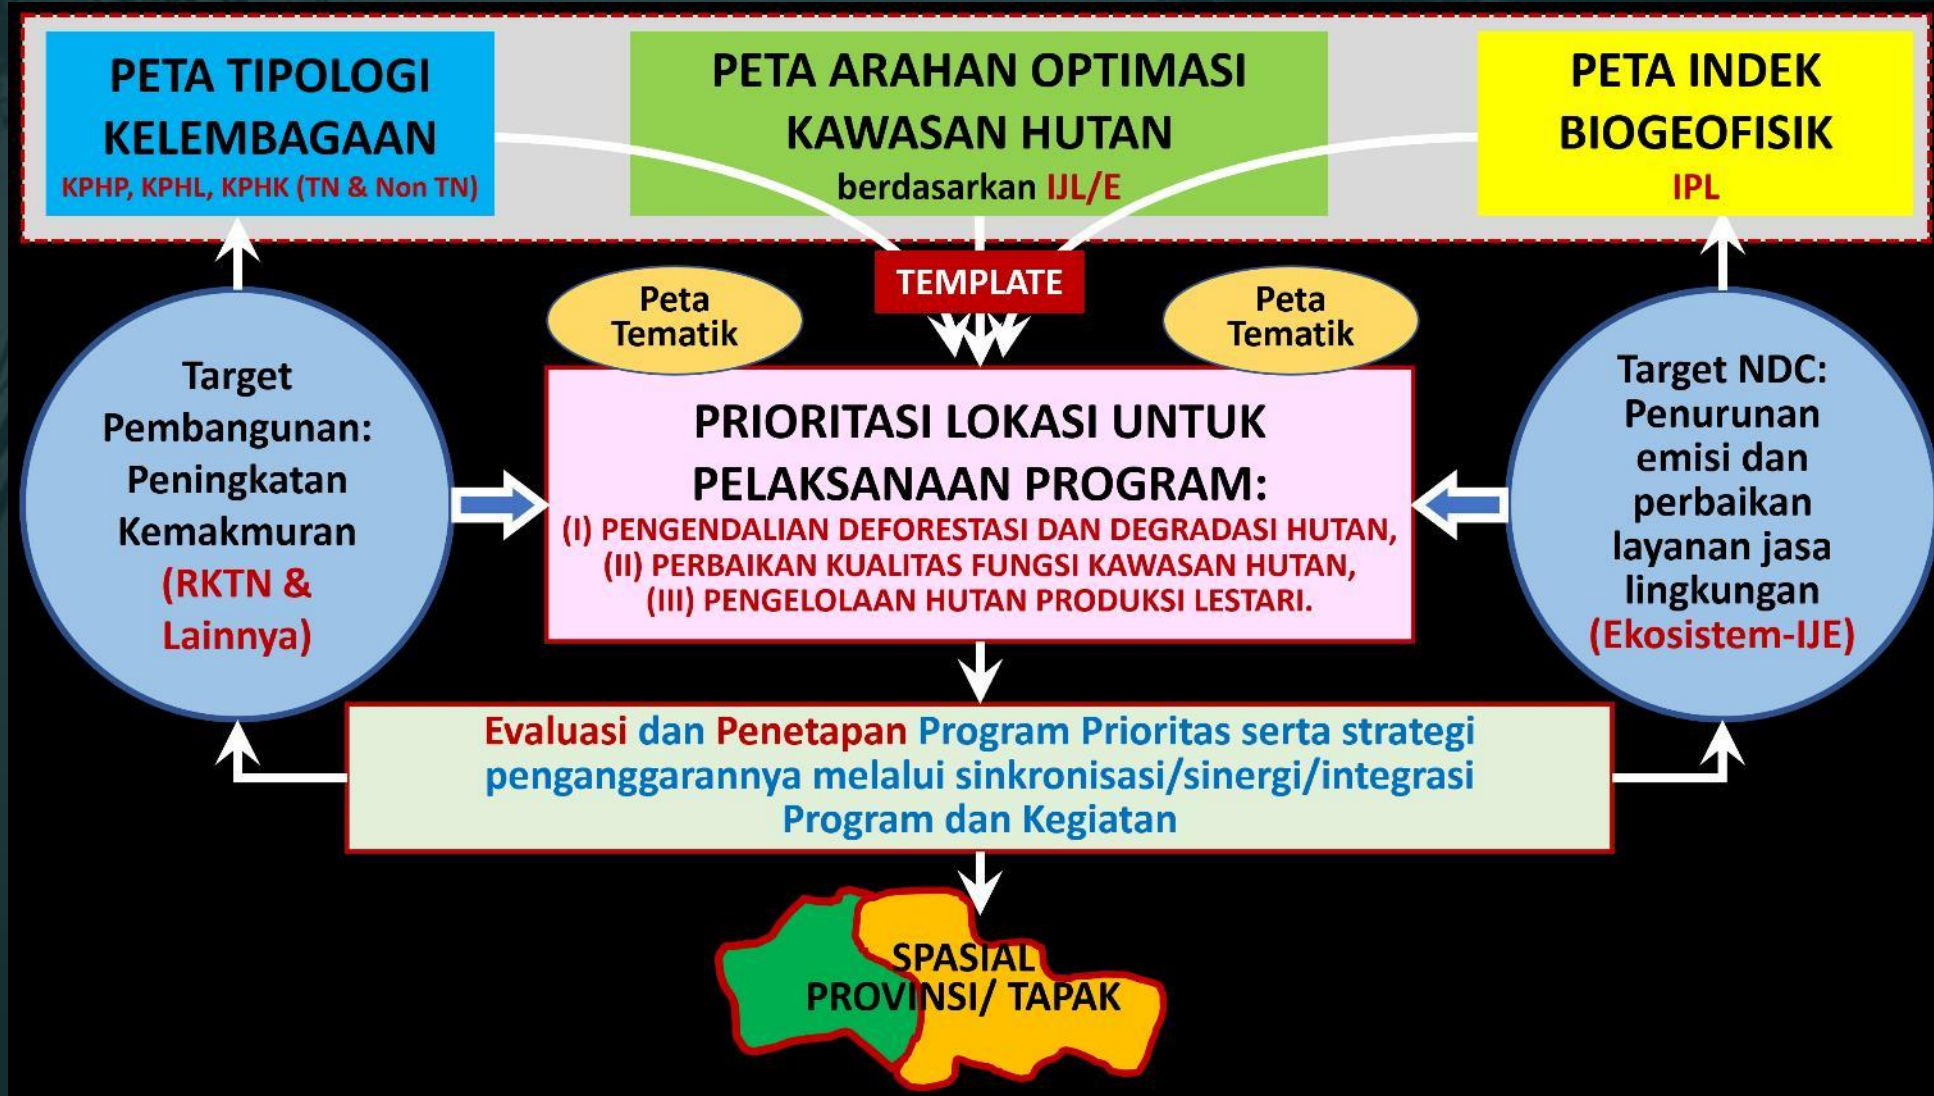 PETA TIPOLOGI
KELEMBAGAAN
KPHP, KPHL, KPHK (TN & Non TN)
PETA ARAHAN OPTIMASI
KAWASAN HUTAN
berdasarkan IJL/E
PETA INDEK
BIOGEOFISIK
IPL
TEMPLATE
Peta
Tematik
Peta
Tematik
Target
Pembangunan:
Peningkatan
Kemakmuran
(RKTN &
Lainnya)
PRIORITASI LOKASI UNTUK
PELAKSANAAN PROGRAM:
(I) PENGENDALIAN DEFORESTASI DAN DEGRADASI HUTAN,
(II) PERBAIKAN KUALITAS FUNGSI KAWASAN HUTAN,
(III) PENGELOLAAN HUTAN PRODUKSI LESTARI.
Target NDC:
Penurunan
emisi dan
perbaikan
layanan jasa
lingkungan
(Ekosistem-IJE)
Evaluasi dan Penetapan Program Prioritas serta strategi
penganggarannya melalui sinkronisasi/sinergi/integrasi
Program dan Kegiatan
SPASIAL
PROVINSI/ TAPAK